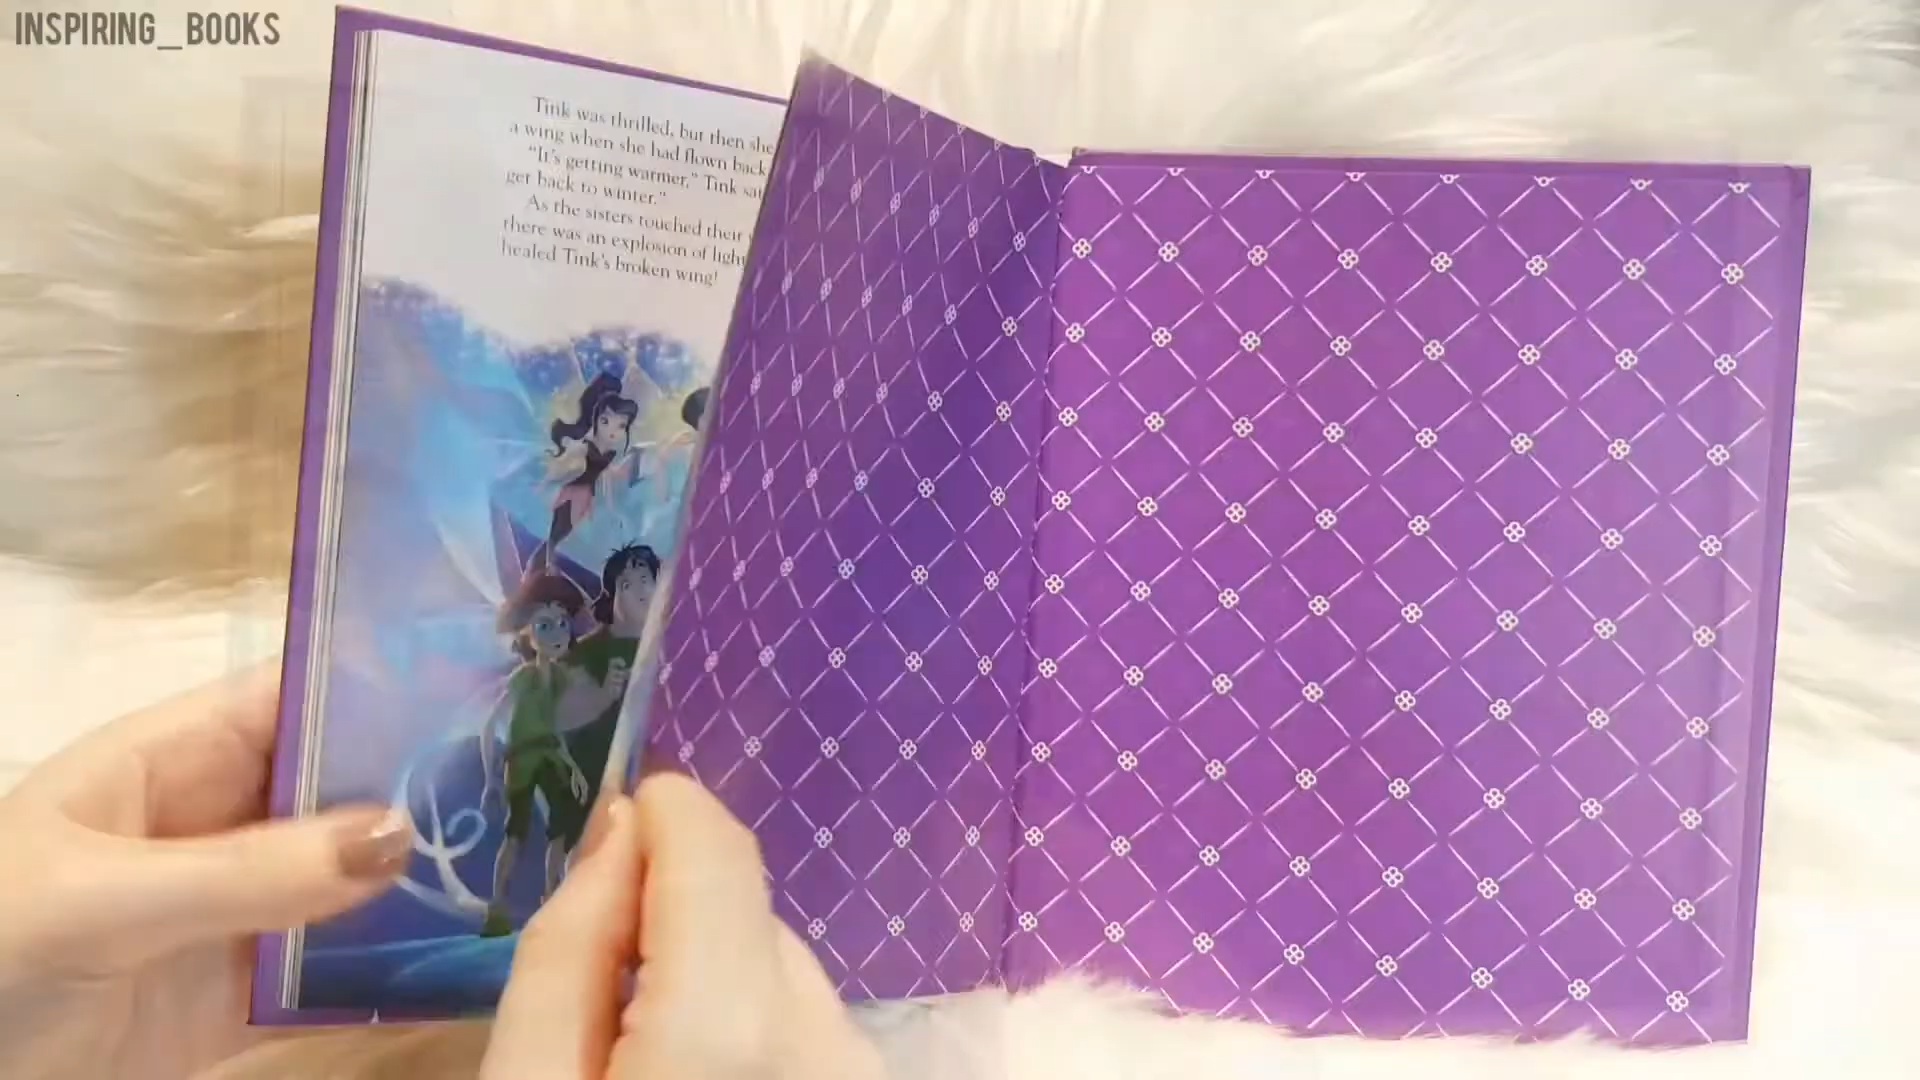 INSPIRING_BOOKS
Tink was thrilled, but then she
a wing when she had flown back
"It's getting warmer," Tink sa
get back to winter."
As the sisters touched their
there was an explosion of light
healed Tink's broken wing!